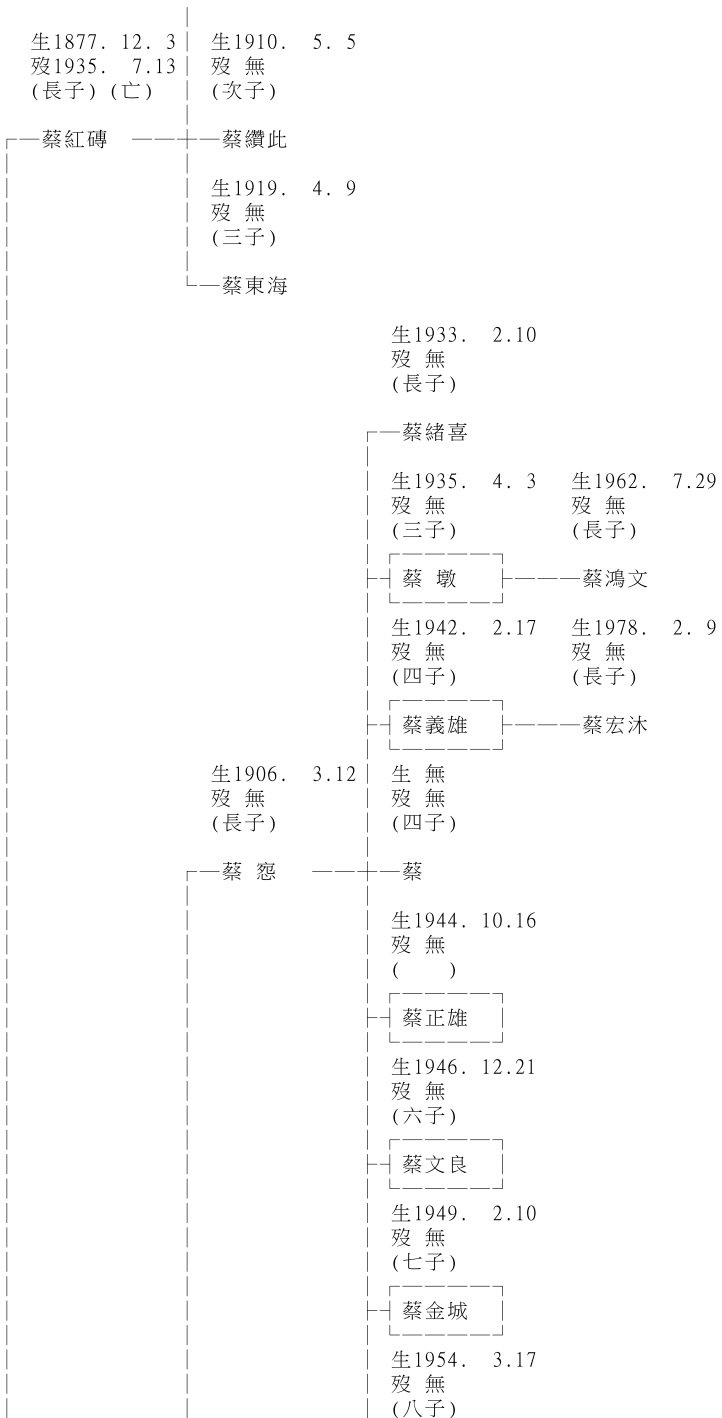 生1877. 12. 3 生1910. 5. 5
歿1935. 7.13 歿 無
(長子) (亡) (次子)
蔡紅磚 蔡纘此
生1919. 4. 9
歿 無
(三子)
蔡東海
生1933. 2.10
歿 無
(長子)
蔡緒喜
生1935. 4. 3 生1962. 7.29
歿 無 歿 無
(三子) (長子)
蔡 墩 蔡鴻文
生1942. 2.17 生1978. 2. 9
歿 無 歿 無
(四子) (長子)
蔡義雄 蔡宏沐
生1906. 3.12 生 無
歿 無 歿 無
(長子) (四子)
蔡 蔡
生1944. 10.16
歿 無
( )
蔡正雄
生1946. 12.21
歿 無
(六子)
蔡文良
生1949. 2.10
歿 無
(七子)
蔡金城
生1954. 3.17
歿 無
(八子)